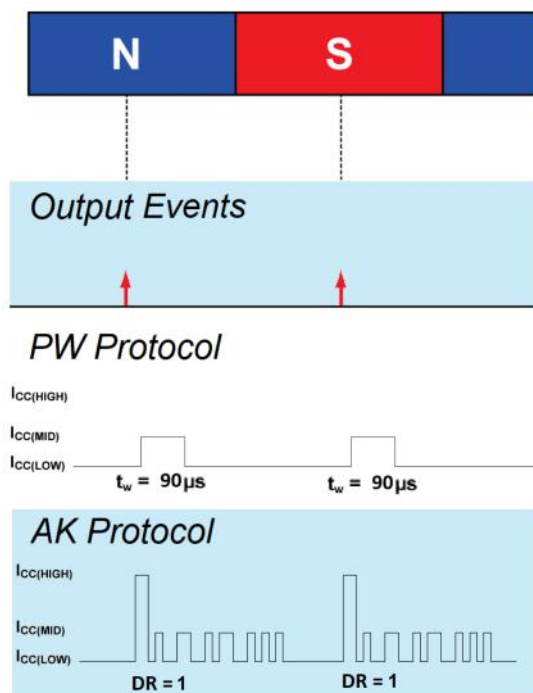 N S
Output Events
PW Protocol
ICC(HIGH)
ICC(MID)
ICC(LOW)
tw = 90µs tw = 90µs
AK Protocol
ICC(HIGH)
ICC(MID)
ICC(LOW)
DR = 1 DR = 1